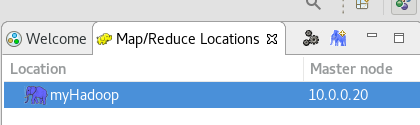 Welcome Map/Reduce Locations
Location Master node
myHadoop 10.0.0.20